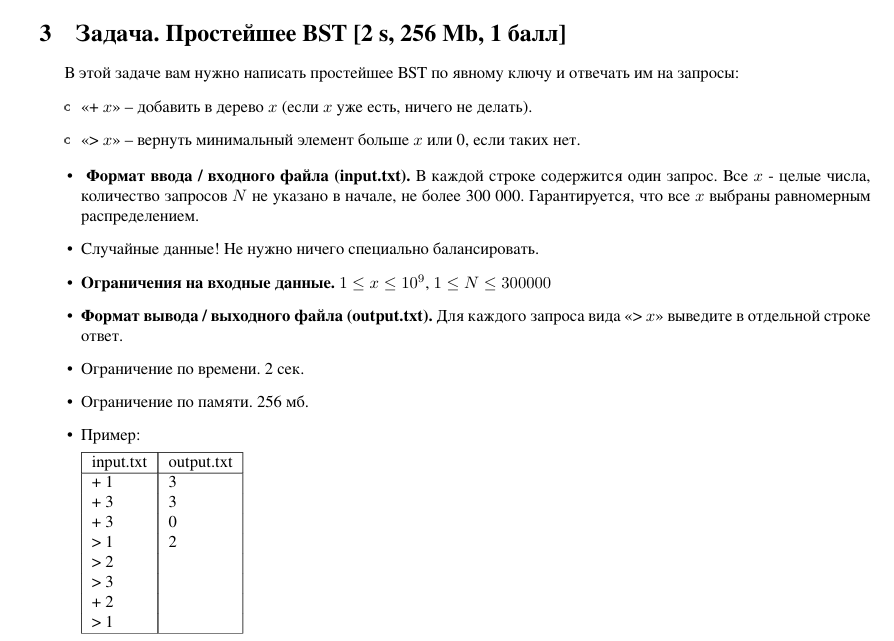 3 Задача. Простейшее BST [2 s, 256 Mb, 1 балл]
В этой задаче вам нужно написать простейшее BST по явному ключу и отвечать им на запросы:
с «+ x» – добавить в дерево x (если x уже есть, ничего не делать).
с «> x» – вернуть минимальный элемент больше x или 0, если таких нет.
• Формат ввода / входного файла (input.txt). В каждой строке содержится один запрос. Все x - целые числа,
количество запросов N не указано в начале, не более 300 000. Гарантируется, что все x выбраны равномерным
распределением.
• Случайные данные! Не нужно ничего специально балансировать.
• Ограничения на входные данные. 1 ≤ x ≤ 10⁹, 1 ≤ N ≤ 300000
• Формат вывода / выходного файла (output.txt). Для каждого запроса вида «> x» выведите в отдельной строке
ответ.
• Ограничение по времени. 2 сек.
• Ограничение по памяти. 256 мб.
• Пример:
input.txt output.txt
+ 1 3
+ 3 3
+ 3 0
> 1 2
> 2
> 3
+ 2
> 1